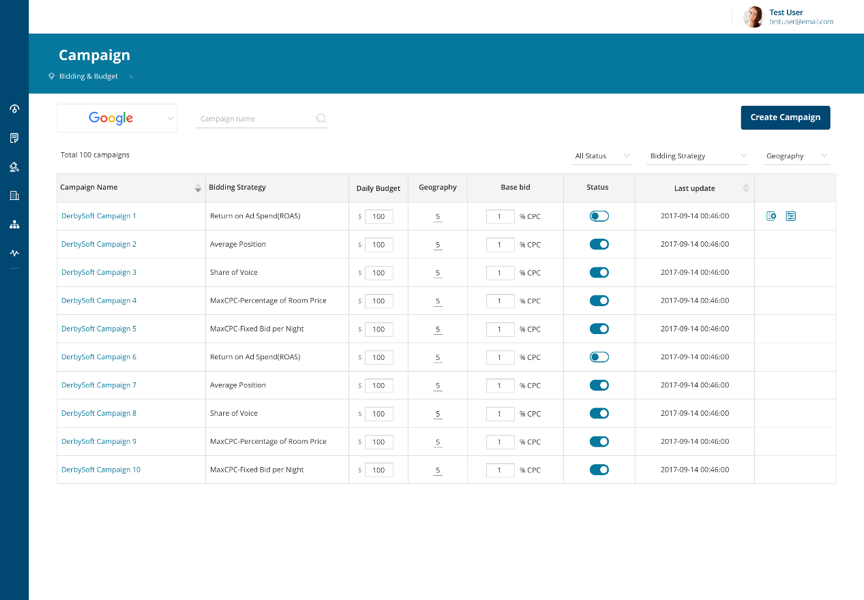 Test User
testuser@email.com
Campaign
Bidding & Budget >
Google
Campaign name
Create Campaign
Total 100 campaigns
All Status
Bidding Strategy
Geography
Campaign Name Bidding Strategy Daily Budget Geography Base bid Status Last update
DerbySoft Campaign 1 Return on Ad Spend(ROAS) $ 100 5 1 % CPC 2017-09-14 00:46:00
DerbySoft Campaign 2 Average Position $ 100 5 1 % CPC 2017-09-14 00:46:00
DerbySoft Campaign 3 Share of Voice $ 100 5 1 % CPC 2017-09-14 00:46:00
DerbySoft Campaign 4 MaxCPC-Percentage of Room Price $ 100 5 1 % CPC 2017-09-14 00:46:00
DerbySoft Campaign 5 MaxCPC-Fixed Bid per Night $ 100 5 1 % CPC 2017-09-14 00:46:00
DerbySoft Campaign 6 Return on Ad Spend(ROAS) $ 100 5 1 % CPC 2017-09-14 00:46:00
DerbySoft Campaign 7 Average Position $ 100 5 1 % CPC 2017-09-14 00:46:00
DerbySoft Campaign 8 Share of Voice $ 100 5 1 % CPC 2017-09-14 00:46:00
DerbySoft Campaign 9 MaxCPC-Percentage of Room Price $ 100 5 1 % CPC 2017-09-14 00:46:00
DerbySoft Campaign 10 MaxCPC-Fixed Bid per Night $ 100 5 1 % CPC 2017-09-14 00:46:00